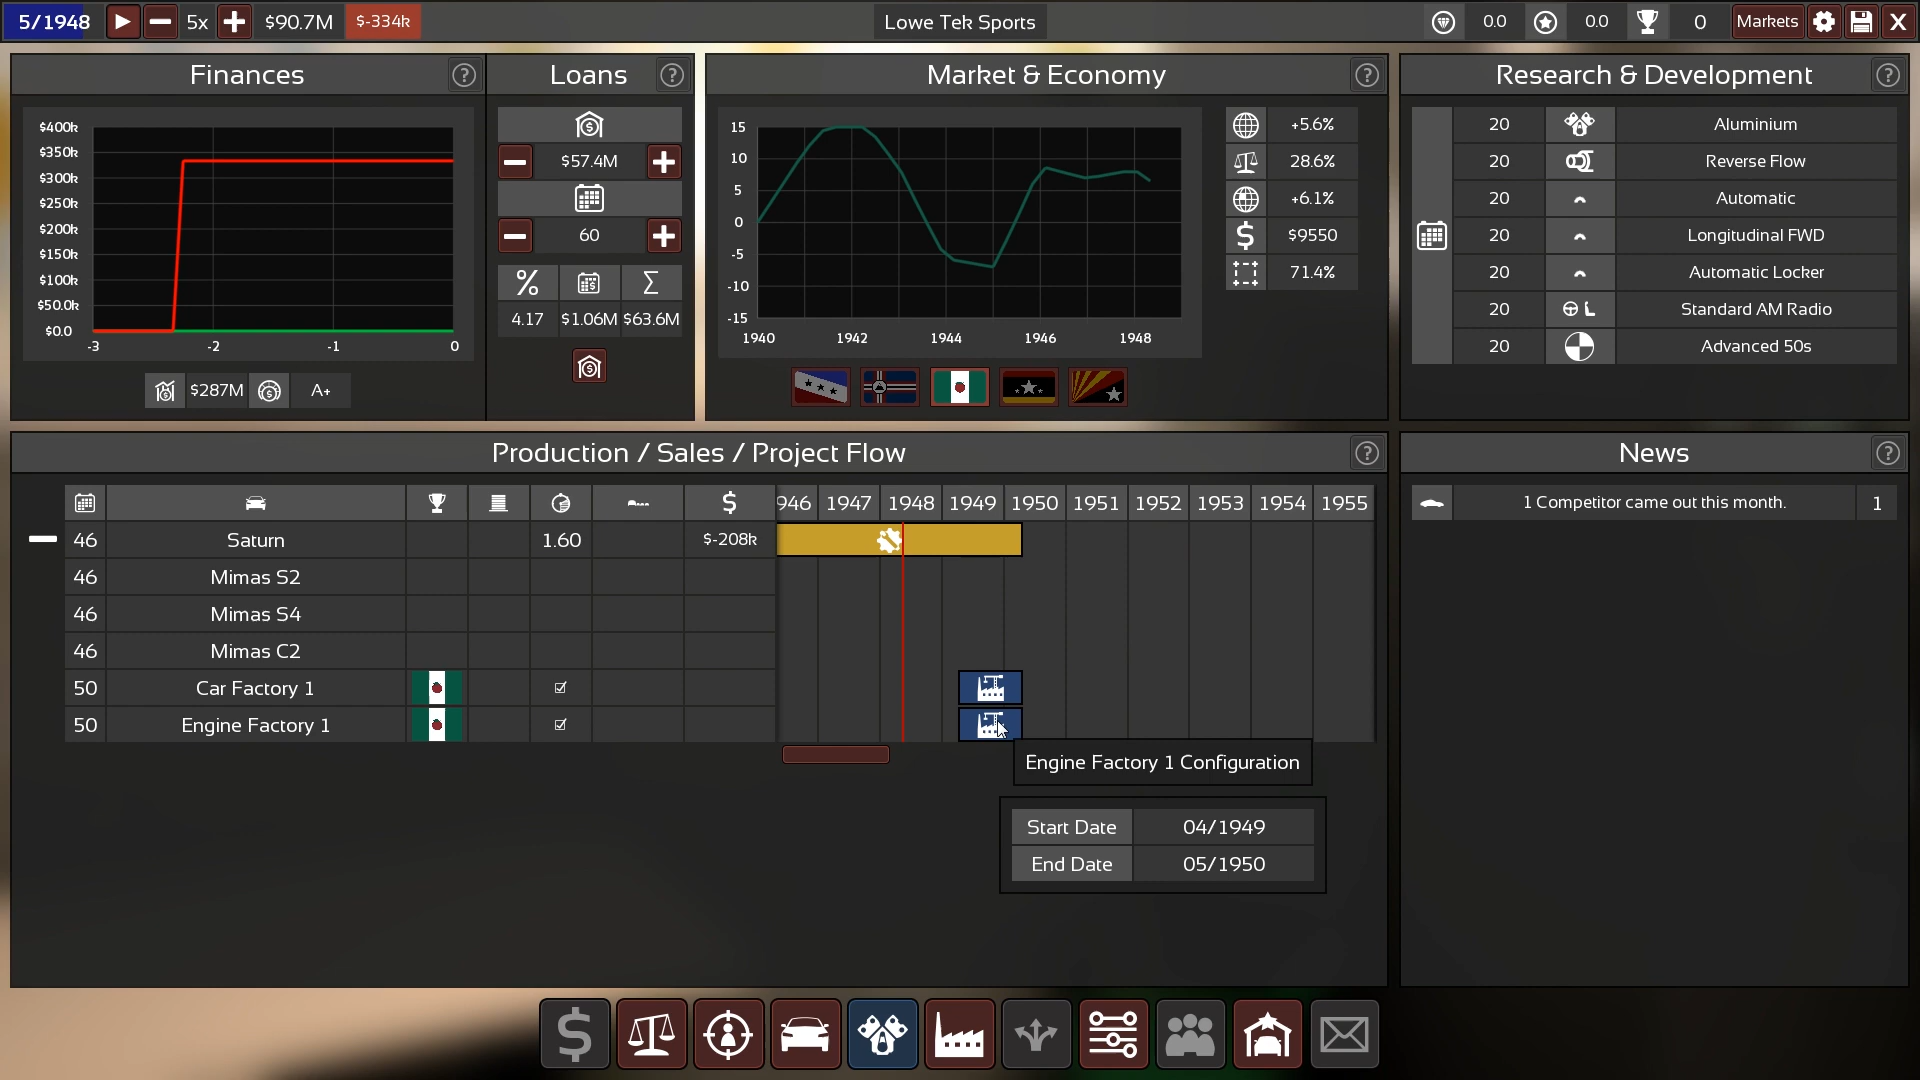 5/1948 5x $90.7M $-334k Lowe Tek Sports 0.0 0.0 0 Markets X
Finances ?
$400k
$350k
$300k
$250k
$200k
$150k
$100k
$50.0k
$0.0
-3 -2 -1 0
$287M A+
Loans ?
$57.4M
60
% Σ
4.17 $1.06M $63.6M
Market & Economy ?
15
10
5
0
-5
-10
-15
1940 1942 1944 1946 1948
+5.6%
28.6%
+6.1%
$ $9550
71.4%
Research & Development ?
20 Aluminium
20 Reverse Flow
20 Automatic
20 Longitudinal FWD
20 Automatic Locker
20 Standard AM Radio
20 Advanced 50s
Production / Sales / Project Flow ?
$ 946 1947 1948 1949 1950 1951 1952 1953 1954 1955
46 Saturn 1.60 $-208k
46 Mimas S2
46 Mimas S4
46 Mimas C2
50 Car Factory 1
50 Engine Factory 1
Engine Factory 1 Configuration
Start Date 04/1949
End Date 05/1950
News ?
1 Competitor came out this month. 1
$